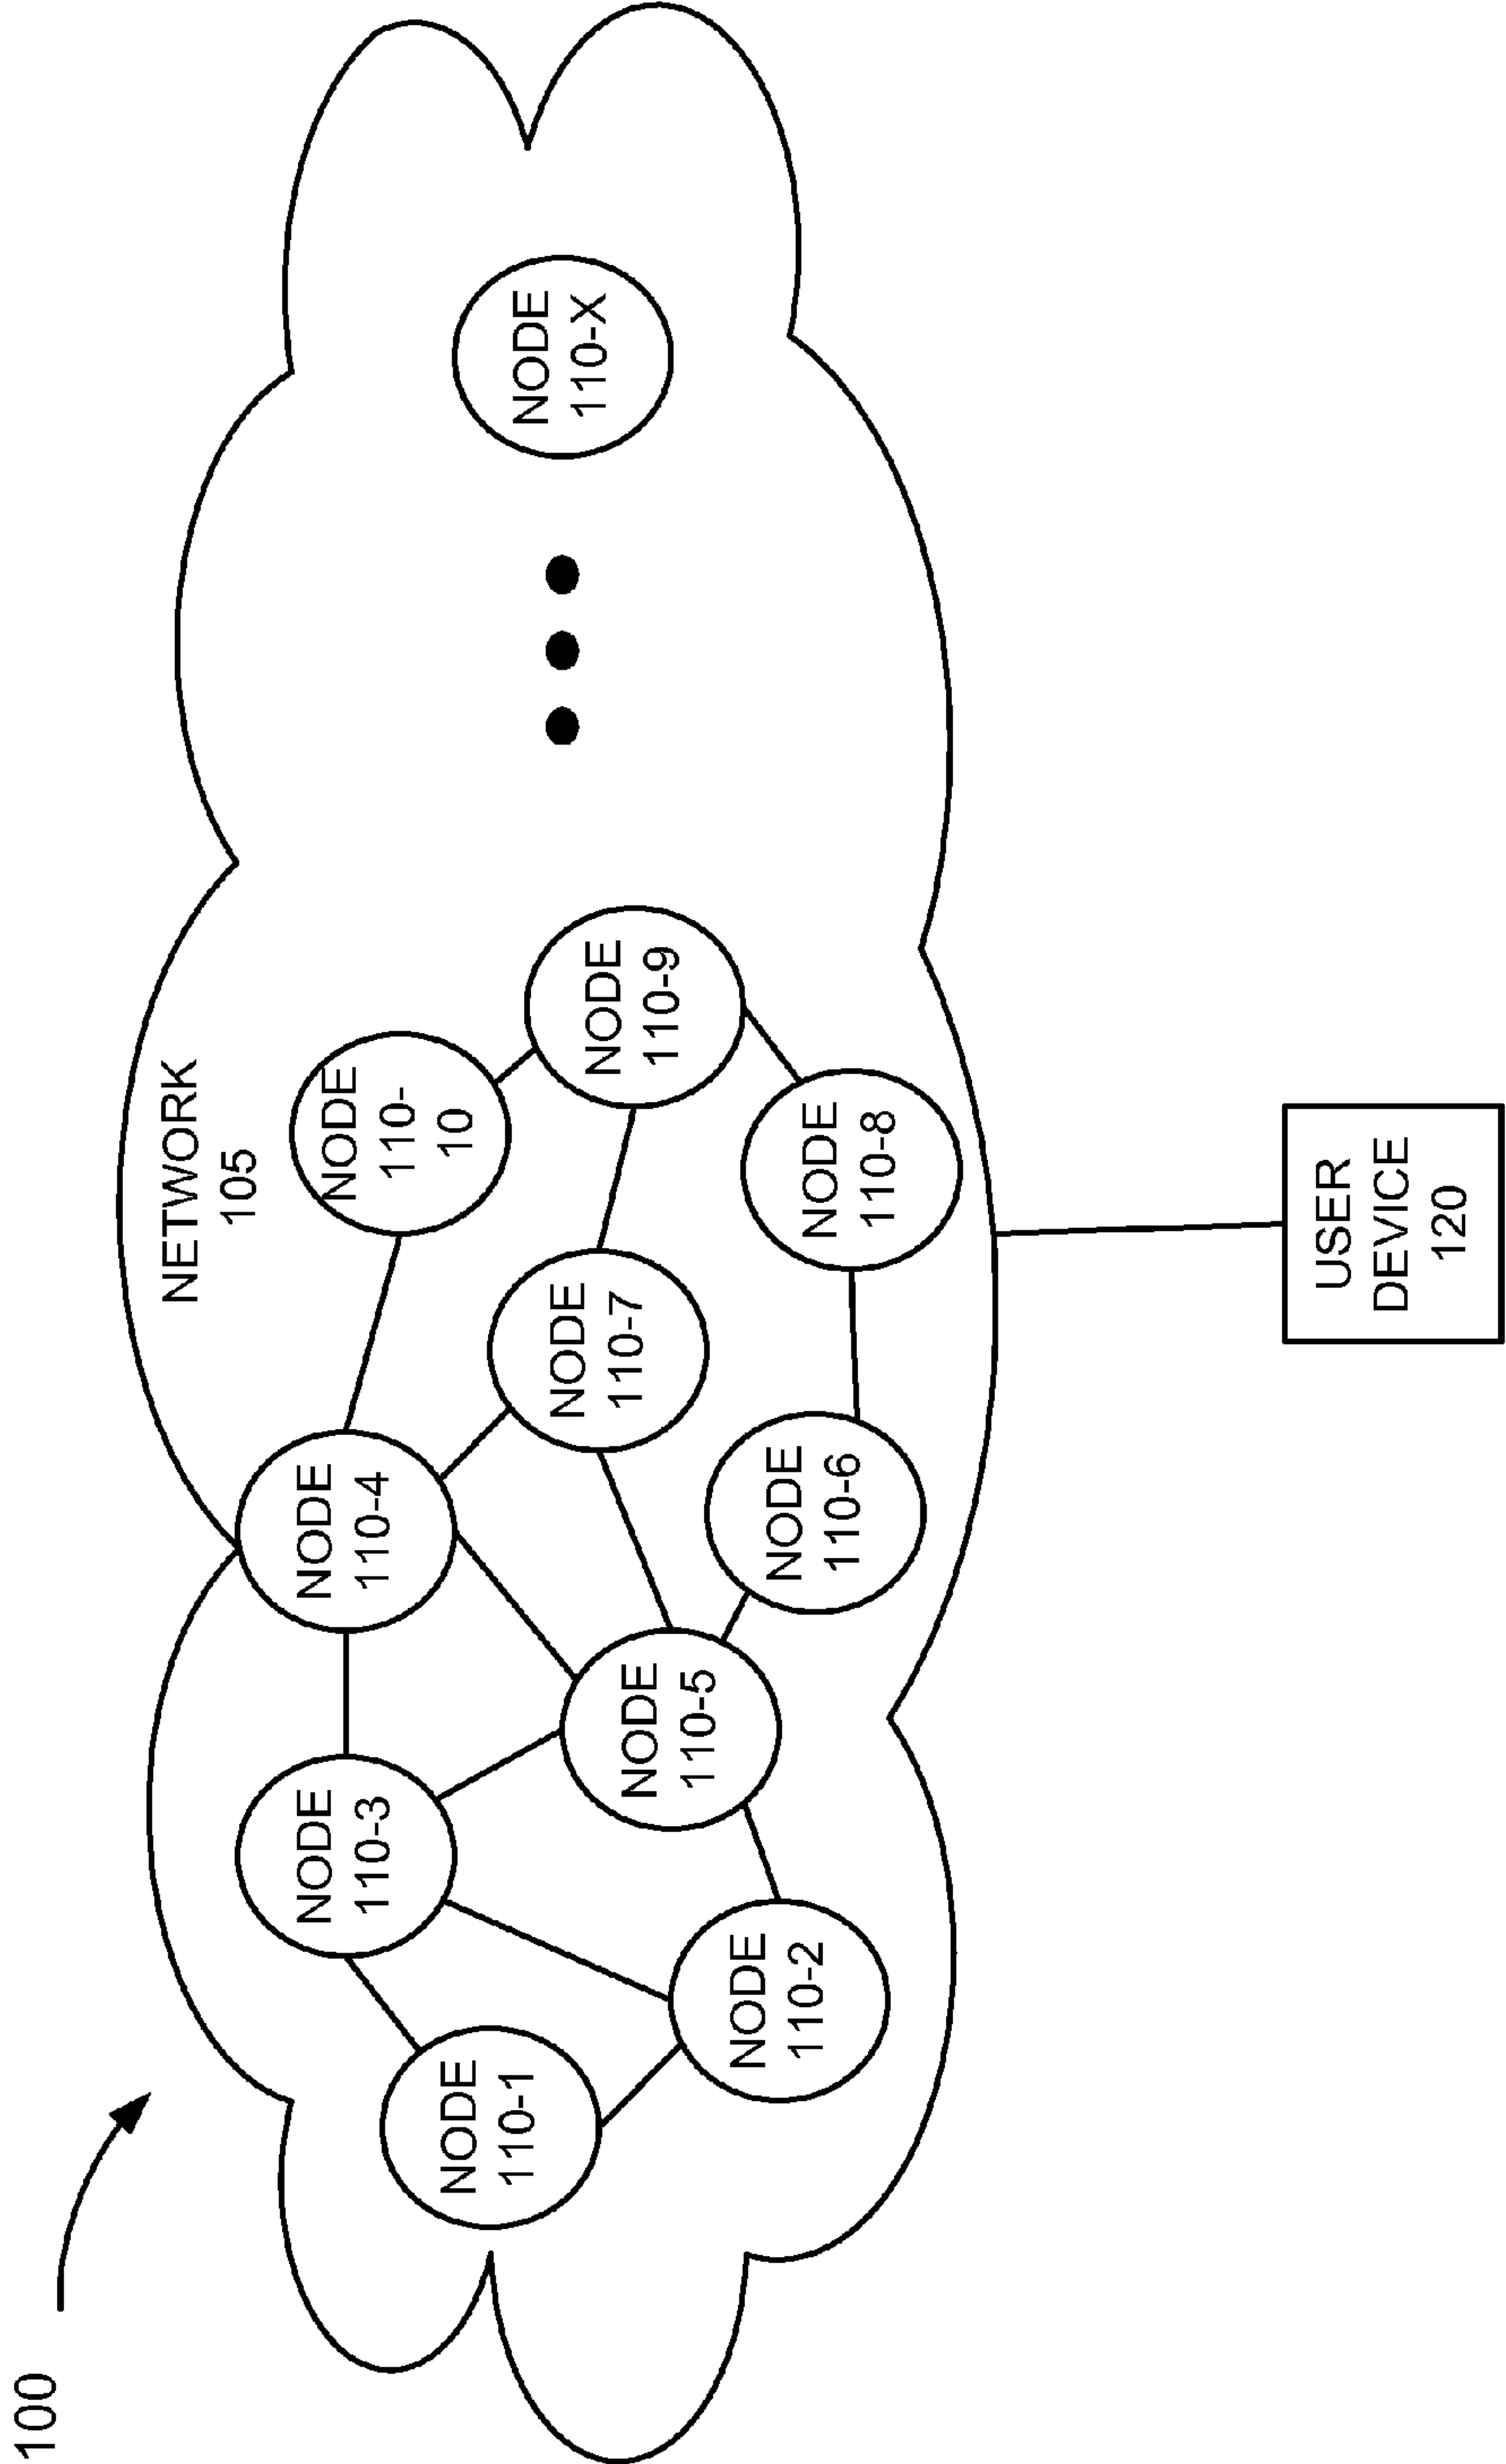 100
NETWORK
105
NODE
110-1
NODE
110-3
NODE
110-2
NODE
110-4
NODE
110-5
NODE
110-6
NODE
110-7
NODE
110-
10
NODE
110-8
NODE
110-9
NODE
110-X
USER
DEVICE
120